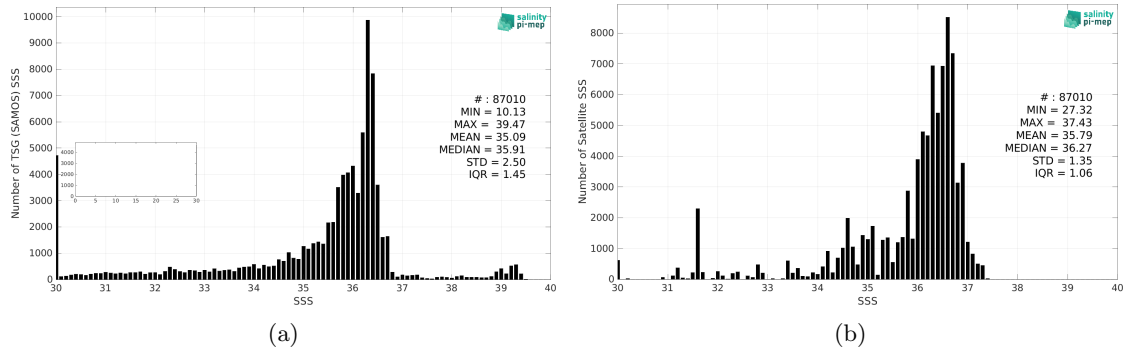 10000
9000
8000
7000
6000
5000
4000
3000
2000
1000
0
Number of TSG (SAMOS) SSS
salinity
pi-mep
# : 87010
MIN = 10.13
MAX = 39.47
MEAN = 35.09
MEDIAN = 35.91
STD = 2.50
IQR = 1.45
4000
3000
2000
1000
0
0 5 10 15 20 25 30
30 31 32 33 34 35 36 37 38 39 40
SSS
(a)
8000
7000
6000
5000
4000
3000
2000
1000
0
Number of Satellite SSS
salinity
pi-mep
# : 87010
MIN = 27.32
MAX = 37.43
MEAN = 35.79
MEDIAN = 36.27
STD = 1.35
IQR = 1.06
30 31 32 33 34 35 36 37 38 39 40
SSS
(b)